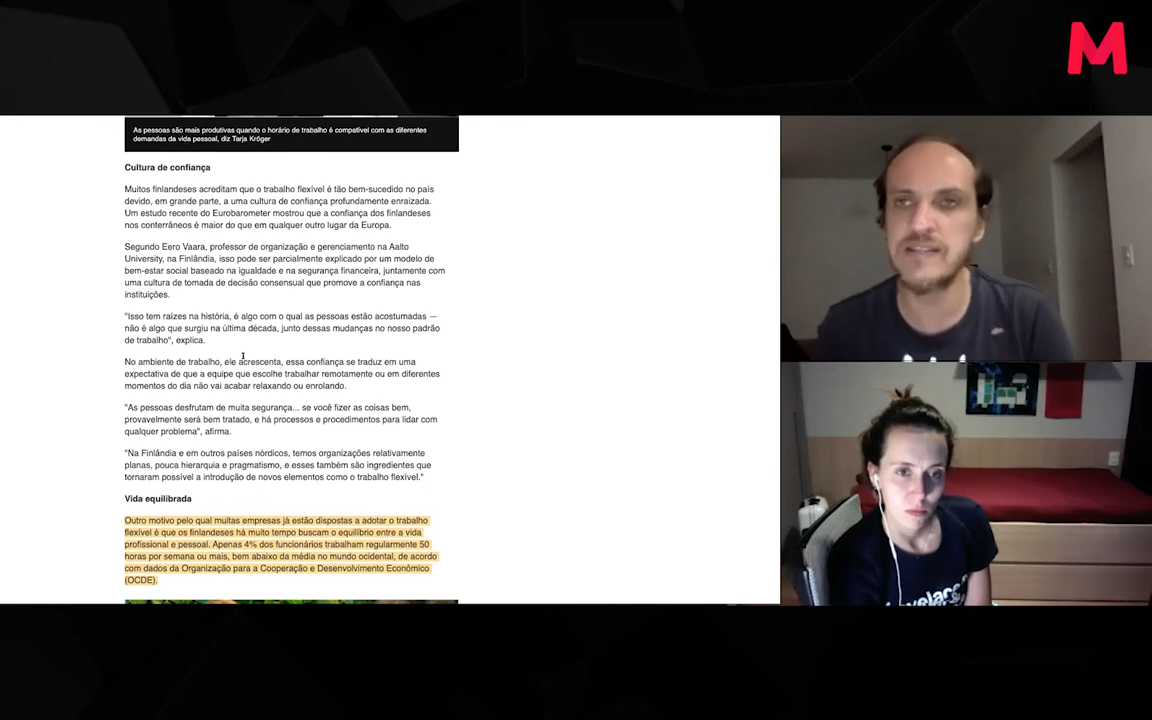 M
As pessoas são mais produtivas quando o horário de trabalho é compatível com as diferentes
demandas da vida pessoal, diz Tarja Kröger
Cultura de confiança
Muitos finlandeses acreditam que o trabalho flexível é tão bem-sucedido no país
devido, em grande parte, a uma cultura de confiança profundamente enraizada.
Um estudo recente do Eurobarometer mostrou que a confiança dos finlandeses
nos conterrâneos é maior do que em qualquer outro lugar da Europa.
Segundo Eero Vaara, professor de organização e gerenciamento na Aalto
University, na Finlândia, isso pode ser parcialmente explicado por um modelo de
bem-estar social baseado na igualdade e na segurança financeira, juntamente com
uma cultura de tomada de decisão consensual que promove a confiança nas
instituições.
"Isso tem raízes na história, é algo com o qual as pessoas estão acostumadas —
não é algo que surgiu na última década, junto dessas mudanças no nosso padrão
de trabalho", explica.
No ambiente de trabalho, ele acrescenta, essa confiança se traduz em uma
expectativa de que a equipe que escolhe trabalhar remotamente ou em diferentes
momentos do dia não vai acabar relaxando ou enrolando.
"As pessoas desfrutam de muita segurança... se você fizer as coisas bem,
provavelmente será bem tratado, e há processos e procedimentos para lidar com
qualquer problema", afirma.
"Na Finlândia e em outros países nórdicos, temos organizações relativamente
planas, pouca hierarquia e pragmatismo, e esses também são ingredientes que
tornaram possível a introdução de novos elementos como o trabalho flexível."
Vida equilibrada
Outro motivo pelo qual muitas empresas já estão dispostas a adotar o trabalho
flexível é que os finlandeses há muito tempo buscam o equilíbrio entre a vida
profissional e pessoal. Apenas 4% dos funcionários trabalham regularmente 50
horas por semana ou mais, bem abaixo da média no mundo ocidental, de acordo
com dados da Organização para a Cooperação e Desenvolvimento Econômico
(OCDE).